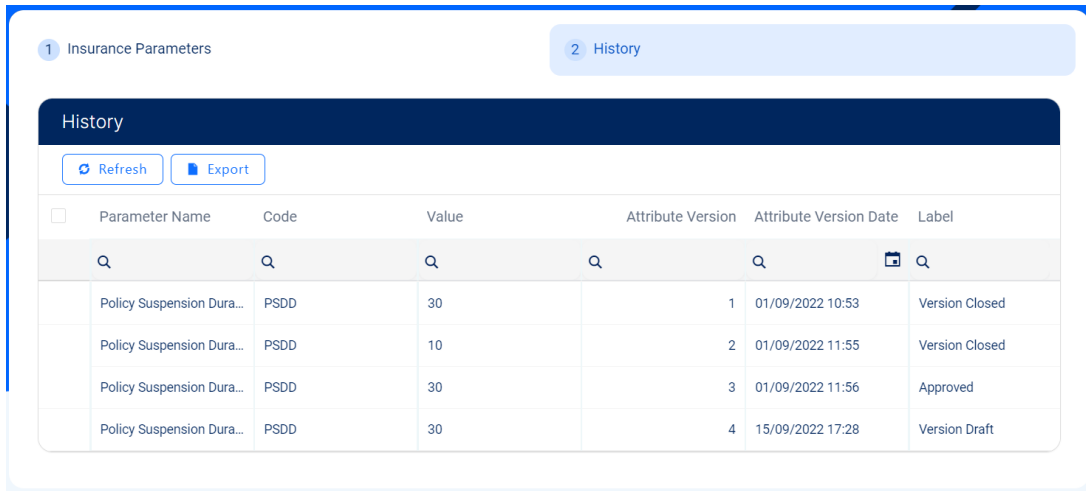 1 Insurance Parameters 2 History
History
Refresh Export
Parameter Name Code Value Attribute Version Attribute Version Date Label
Policy Suspension Dura... PSDD 30 1 01/09/2022 10:53 Version Closed
Policy Suspension Dura... PSDD 10 2 01/09/2022 11:55 Version Closed
Policy Suspension Dura... PSDD 30 3 01/09/2022 11:56 Approved
Policy Suspension Dura... PSDD 30 4 15/09/2022 17:28 Version Draft